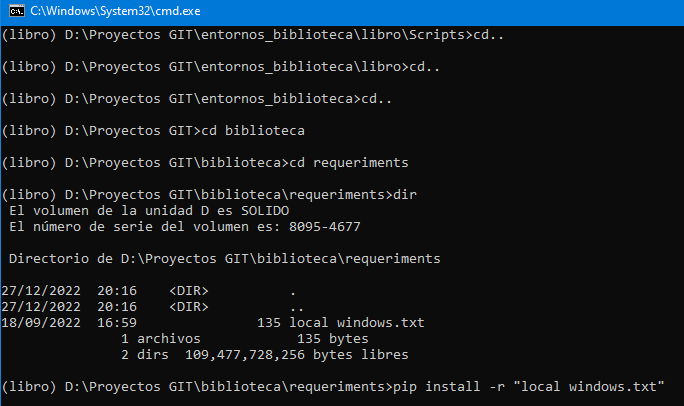 C:\Windows\System32\cmd.exe
(libro) D:\Proyectos GIT\entornos_biblioteca\libro\Scripts>cd..
(libro) D:\Proyectos GIT\entornos_biblioteca\libro>cd..
(libro) D:\Proyectos GIT\entornos_biblioteca>cd..
(libro) D:\Proyectos GIT>cd biblioteca
(libro) D:\Proyectos GIT\biblioteca>cd requeriments
(libro) D:\Proyectos GIT\biblioteca\requeriments>dir
El volumen de la unidad D es SOLIDO
El número de serie del volumen es: 8095-4677
Directorio de D:\Proyectos GIT\biblioteca\requeriments
27/12/2022  20:16    <DIR>          .
27/12/2022  20:16    <DIR>          ..
18/09/2022  16:59               135 local windows.txt
1 archivos            135 bytes
2 dirs  109,477,728,256 bytes libres
(libro) D:\Proyectos GIT\biblioteca\requeriments>pip install -r "local windows.txt"